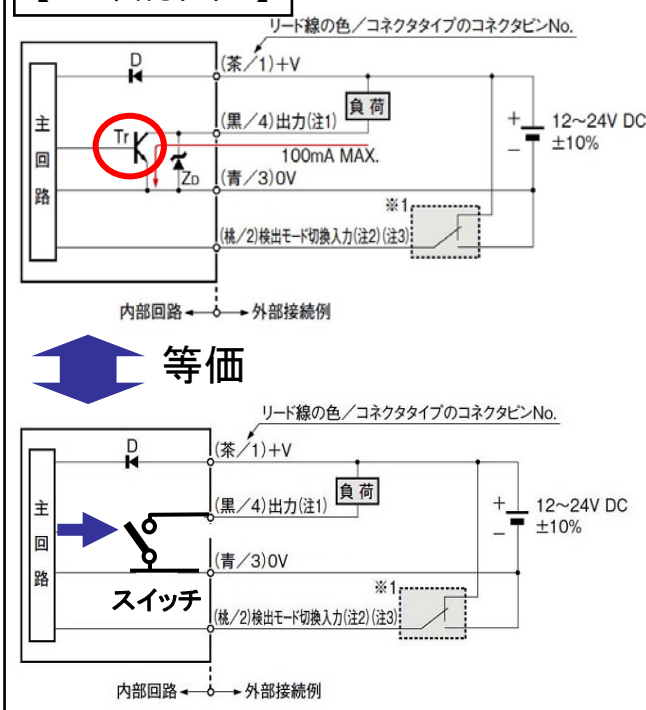 リード線の色／コネクタタイプのコネクタピンNo.
D
(茶／1)+V
主回路
Tr
(黒／4)出力(注1)
負荷
+
12～24V DC
±10%
−
100mA MAX.
ZD
(青／3)0V
※1
(桃／2)検出モード切換入力(注2)(注3)
内部回路
外部接続例
等価
リード線の色／コネクタタイプのコネクタピンNo.
D
(茶／1)+V
主回路
(黒／4)出力(注1)
負荷
+
12～24V DC
±10%
−
(青／3)0V
スイッチ
※1
(桃／2)検出モード切換入力(注2)(注3)
内部回路
外部接続例